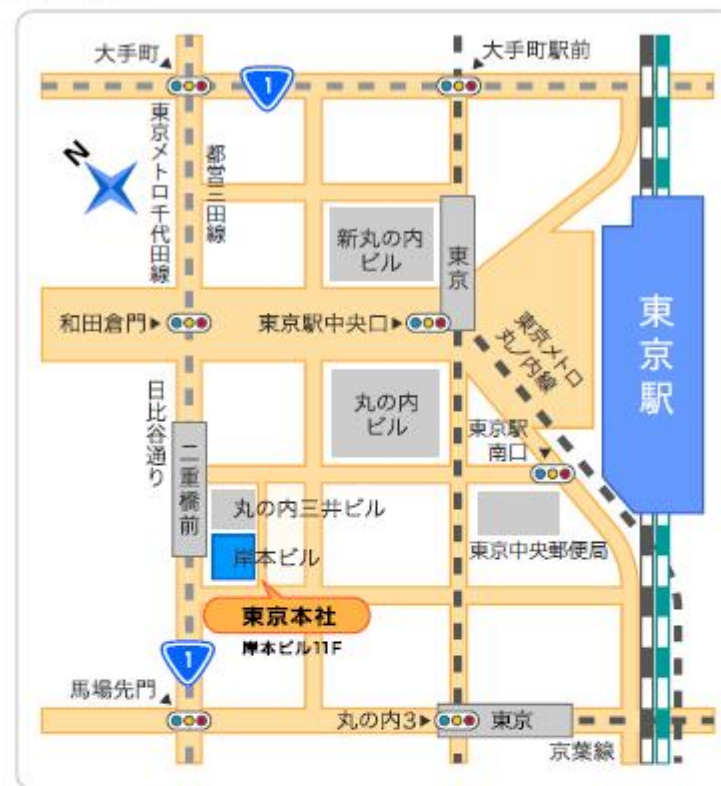 大手町
大手町駅前
1
N
東京メトロ千代田線
都営三田線
新丸の内
ビル
東京
和田倉門
東京駅中央口
東京メトロ
丸ノ内線
東京駅
日比谷通り
丸の内
ビル
東京駅
南口
二重橋前
丸の内三井ビル
東京中央郵便局
岸本ビル
東京本社
岸本ビル11F
1
馬場先門
丸の内3
東京
京葉線